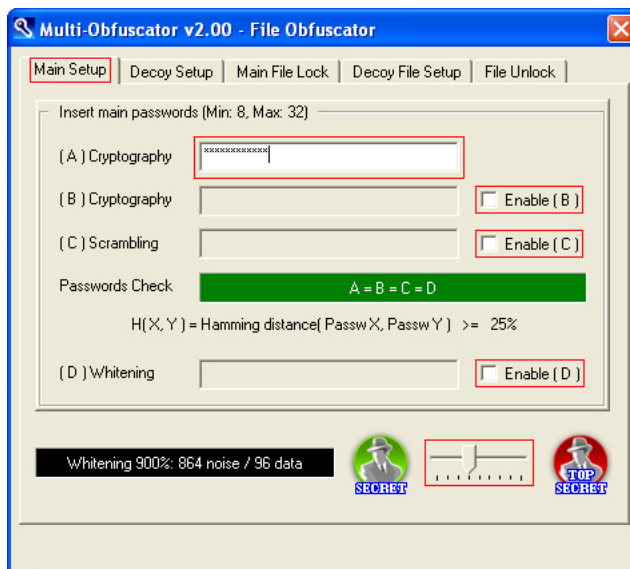 Multi-Obfuscator v2.00 - File Obfuscator
Main Setup Decoy Setup Main File Lock Decoy File Setup File Unlock
Insert main passwords (Min: 8, Max: 32)
(A) Cryptography ************
(B) Cryptography Enable (B)
(C) Scrambling Enable (C)
Passwords Check A = B = C = D
H(X, Y) = Hamming distance( Passw X, Passw Y ) >= 25%
(D) Whitening Enable (D)
Whitening 900%: 864 noise / 96 data
SECRET
TOP
SECRET